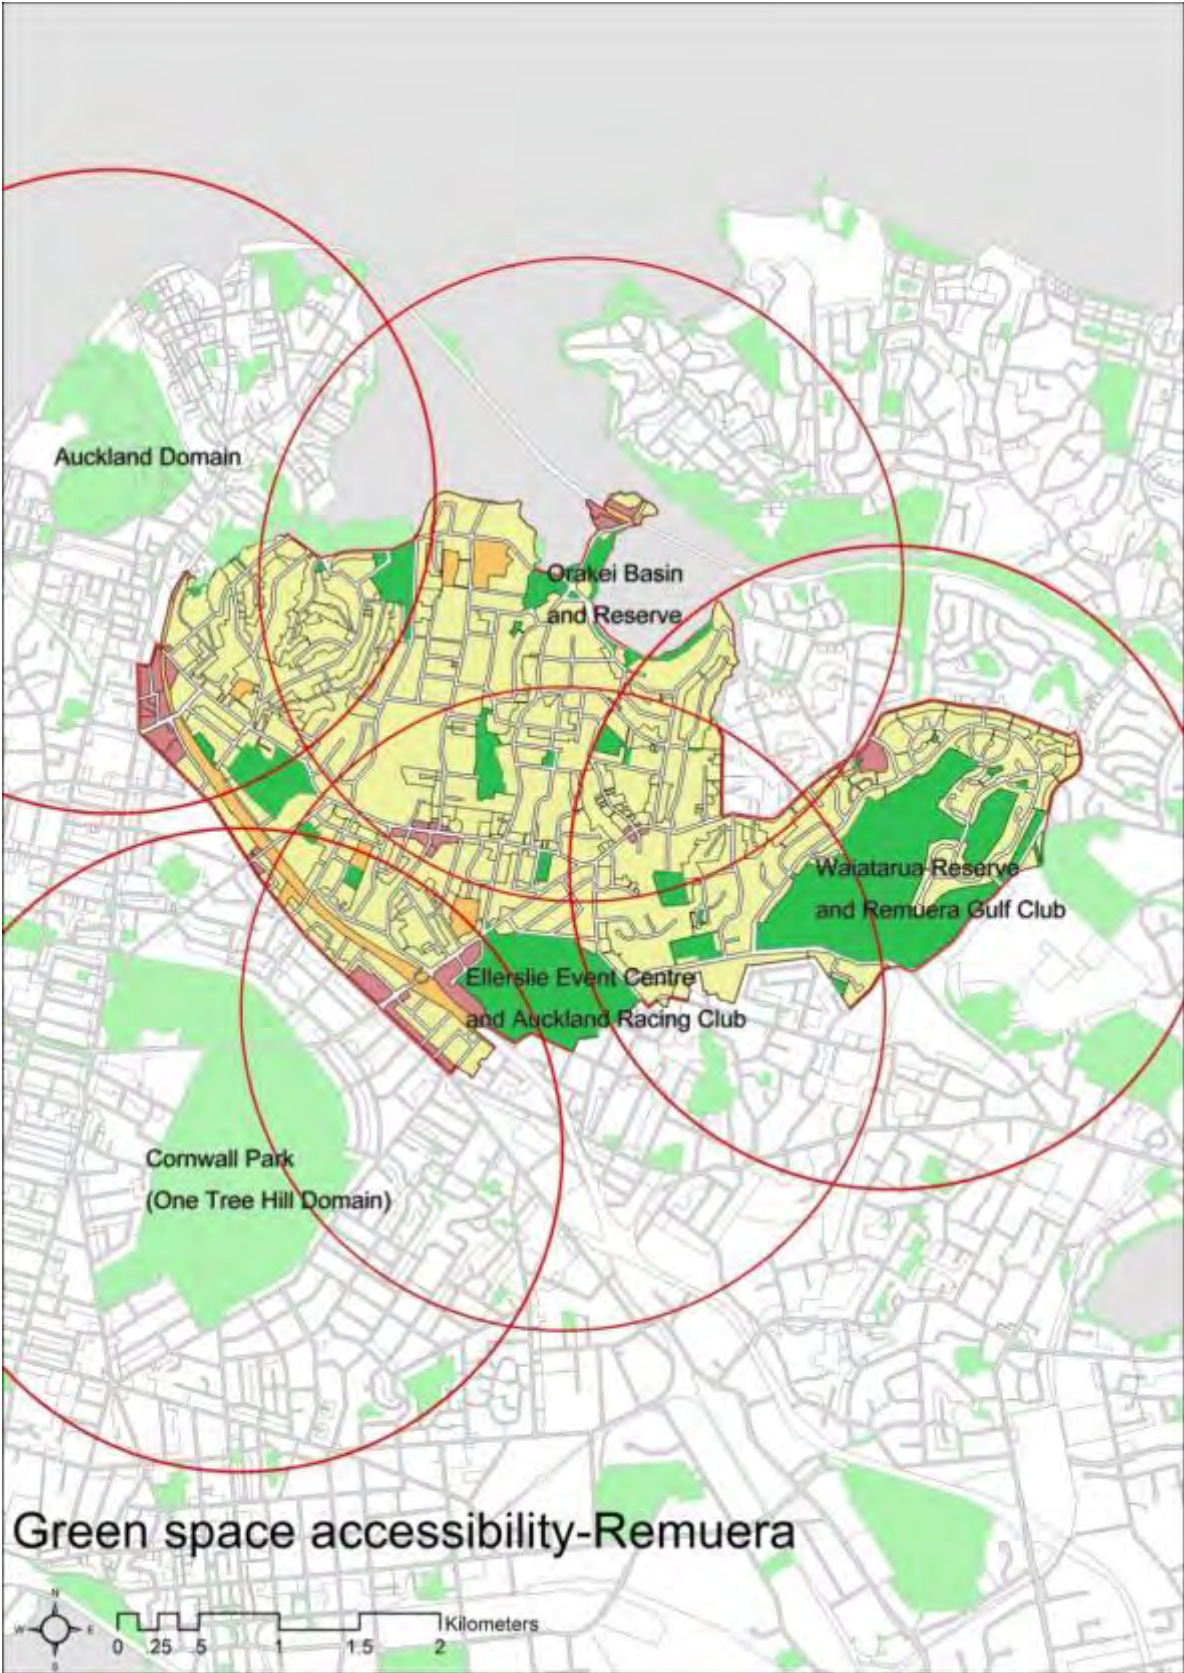 Auckland Domain
Orakei Basin
and Reserve
Waiatarua Reserve
and Remuera Gulf Club
Ellerslie Event Centre
and Auckland Racing Club
Cornwall Park
(One Tree Hill Domain)
Green space accessibility-Remuera
N
W E
S
Kilometers
0 .25 .5 1 1.5 2